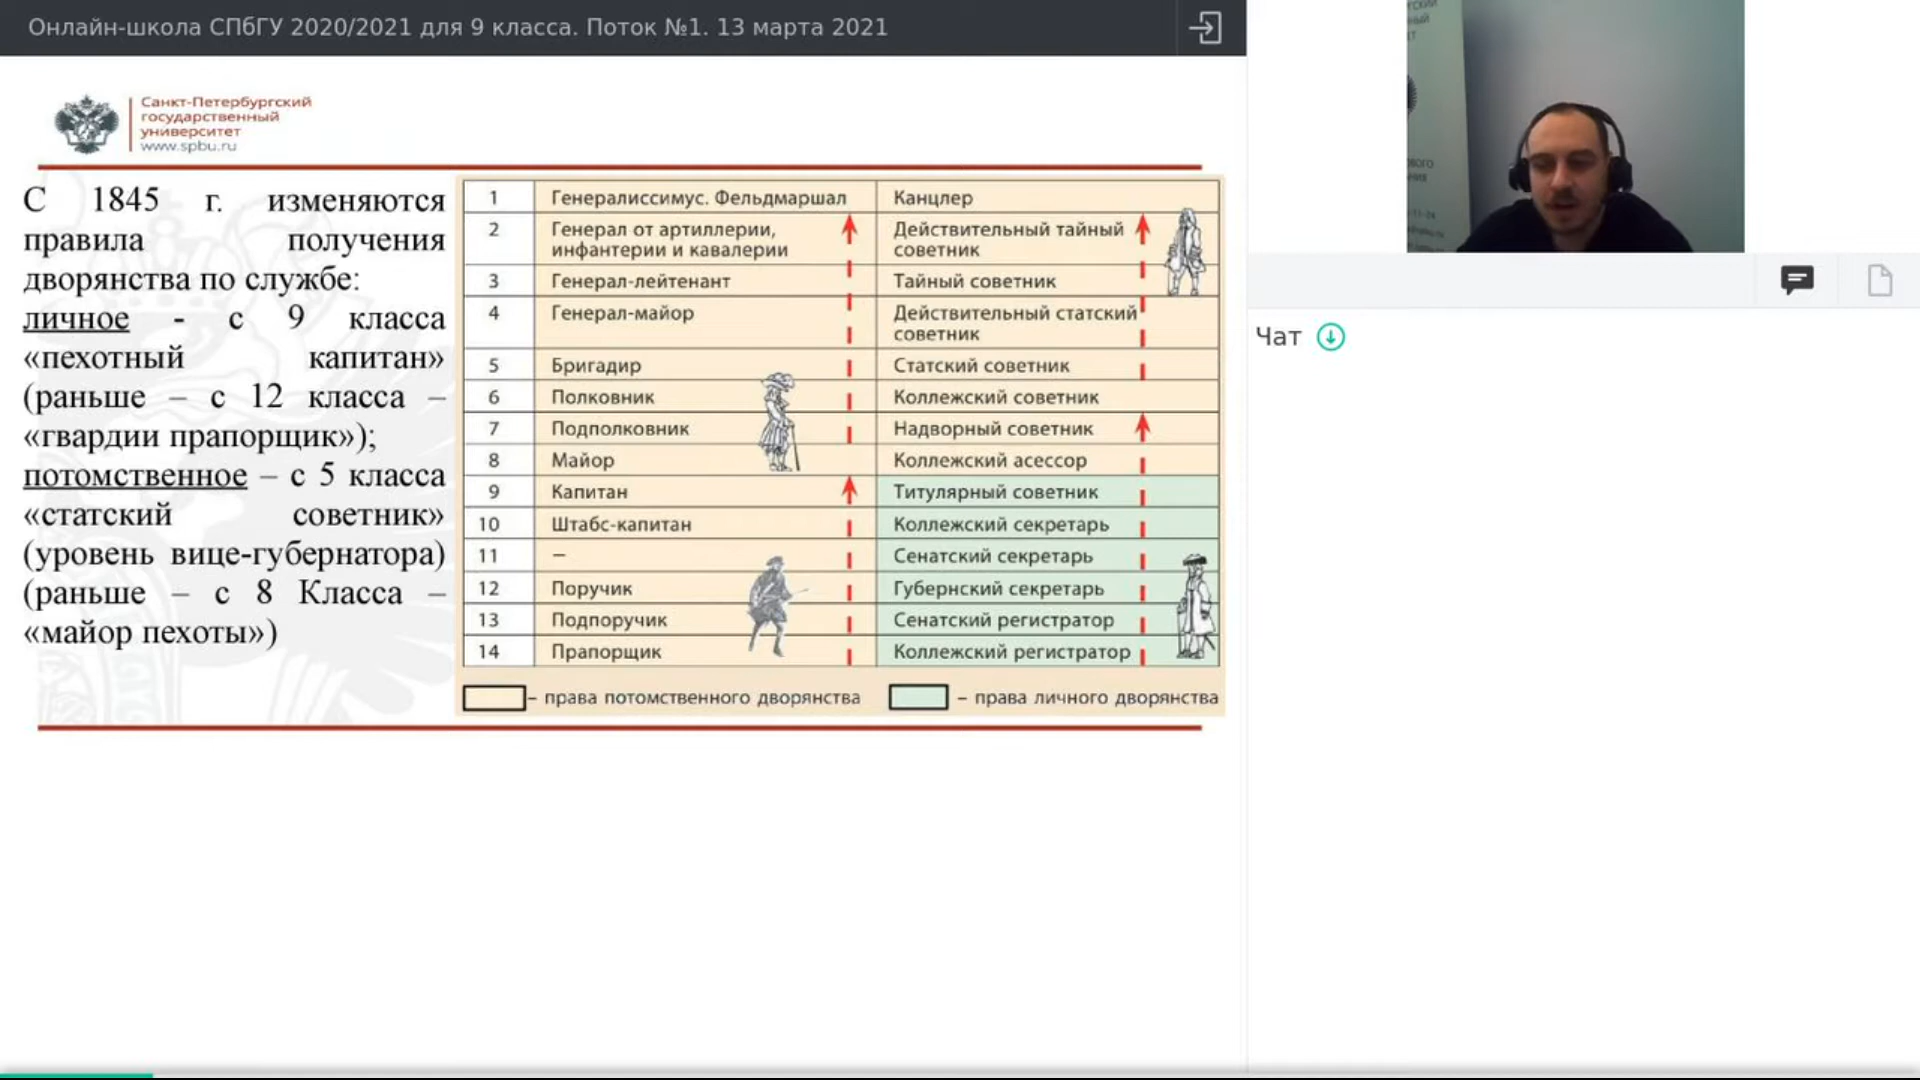 Онлайн-школа СПбГУ 2020/2021 для 9 класса. Поток №1. 13 марта 2021
Санкт-Петербургский
государственный
университет
www.spbu.ru
С 1845 г. изменяются
правила получения
дворянства по службе:
личное - с 9 класса
«пехотный капитан»
(раньше – с 12 класса –
«гвардии прапорщик»);
потомственное – с 5 класса
«статский советник»
(уровень вице-губернатора)
(раньше – с 8 Класса –
«майор пехоты»)
1 Генералиссимус. Фельдмаршал Канцлер
2 Генерал от артиллерии, инфантерии и кавалерии Действительный тайный советник
3 Генерал-лейтенант Тайный советник
4 Генерал-майор Действительный статский советник
5 Бригадир Статский советник
6 Полковник Коллежский советник
7 Подполковник Надворный советник
8 Майор Коллежский асессор
9 Капитан Титулярный советник
10 Штабс-капитан Коллежский секретарь
11 – Сенатский секретарь
12 Поручик Губернский секретарь
13 Подпоручик Сенатский регистратор
14 Прапорщик Коллежский регистратор
– права потомственного дворянства – права личного дворянства
Чат